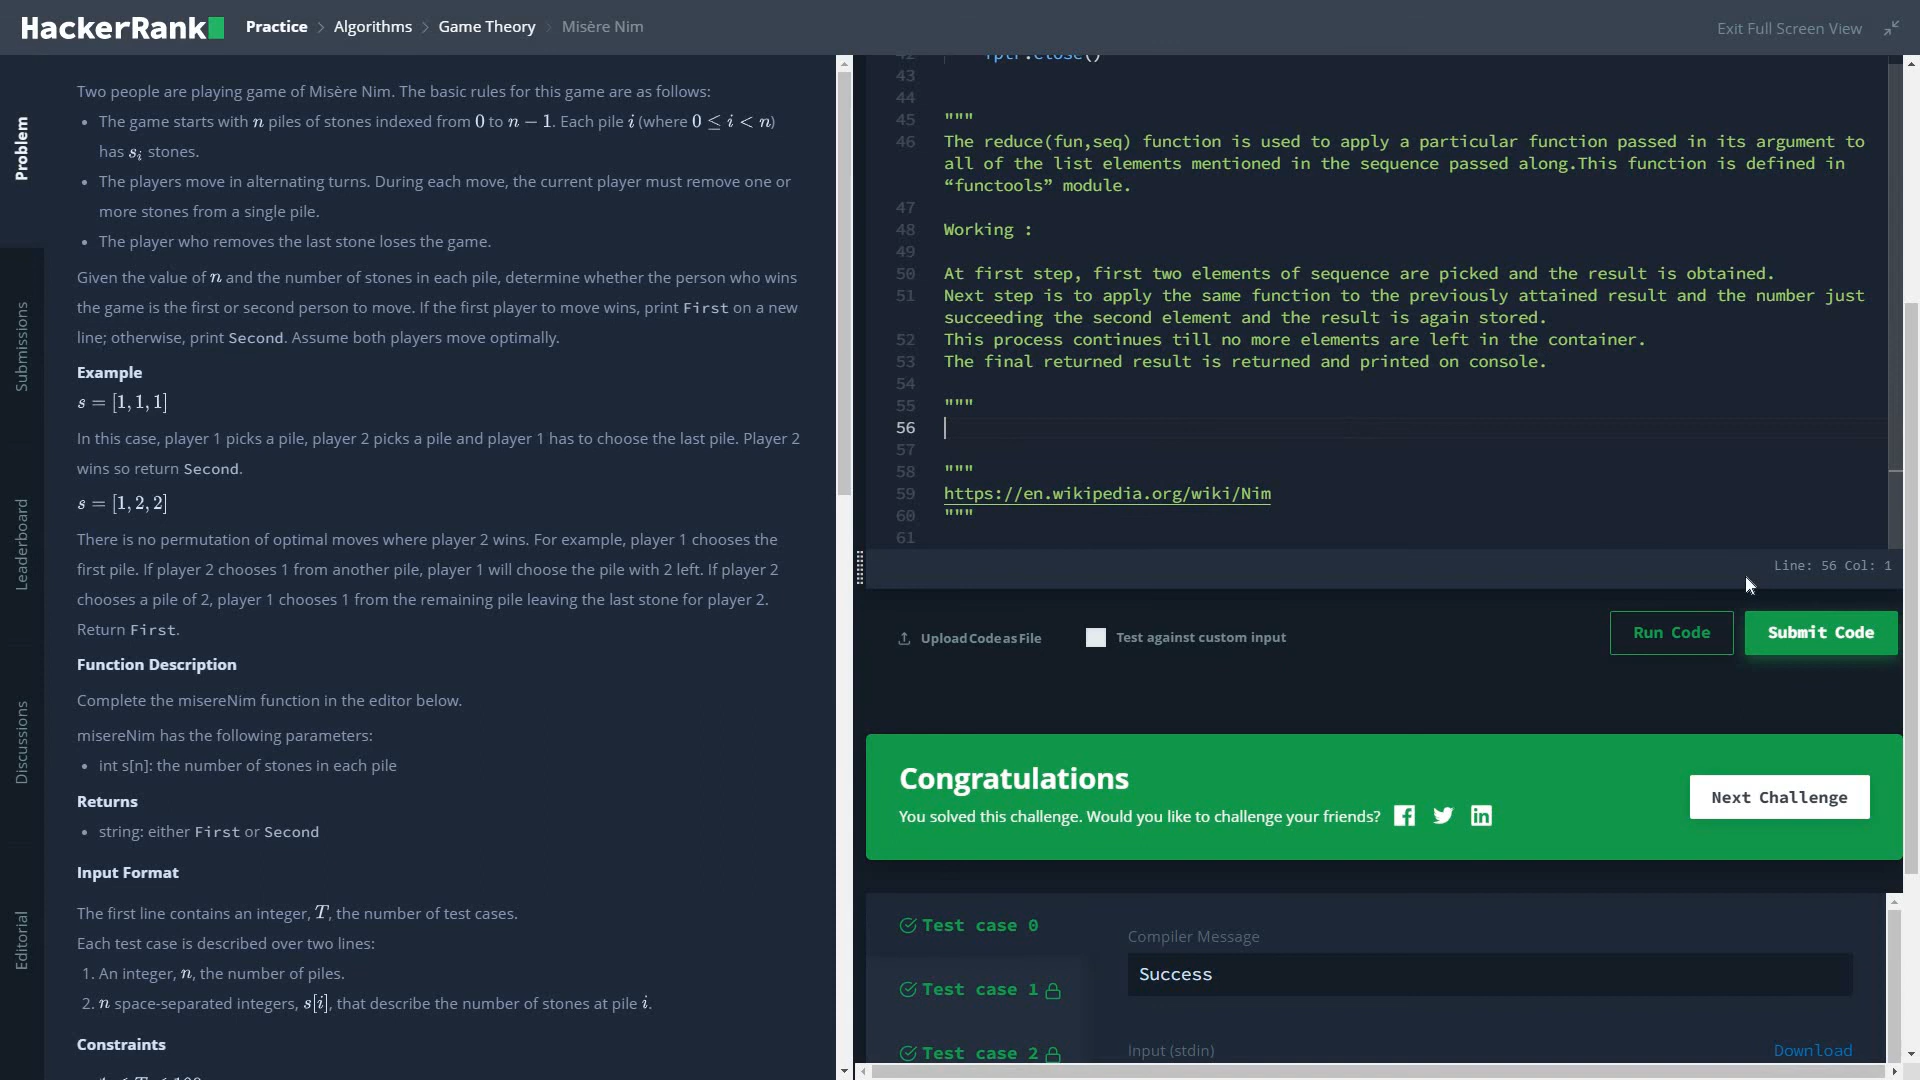 HackerRank
Practice > Algorithms > Game Theory > Misère Nim
Exit Full Screen View
Problem
Submissions
Leaderboard
Discussions
Editorial
Two people are playing game of Misère Nim. The basic rules for this game are as follows:
• The game starts with n piles of stones indexed from 0 to n − 1. Each pile i (where 0 ≤ i < n)
has s_i stones.
• The players move in alternating turns. During each move, the current player must remove one or
more stones from a single pile.
• The player who removes the last stone loses the game.
Given the value of n and the number of stones in each pile, determine whether the person who wins
the game is the first or second person to move. If the first player to move wins, print First on a new
line; otherwise, print Second. Assume both players move optimally.
Example
s = [1, 1, 1]
In this case, player 1 picks a pile, player 2 picks a pile and player 1 has to choose the last pile. Player 2
wins so return Second.
s = [1, 2, 2]
There is no permutation of optimal moves where player 2 wins. For example, player 1 chooses the
first pile. If player 2 chooses 1 from another pile, player 1 will choose the pile with 2 left. If player 2
chooses a pile of 2, player 1 chooses 1 from the remaining pile leaving the last stone for player 2.
Return First.
Function Description
Complete the misereNim function in the editor below.
misereNim has the following parameters:
• int s[n]: the number of stones in each pile
Returns
• string: either First or Second
Input Format
The first line contains an integer, T, the number of test cases.
Each test case is described over two lines:
1. An integer, n, the number of piles.
2. n space-separated integers, s[i], that describe the number of stones at pile i.
Constraints
42 fptr.close()
43
44
45 """
46 The reduce(fun,seq) function is used to apply a particular function passed in its argument to
all of the list elements mentioned in the sequence passed along.This function is defined in
“functools” module.
47
48 Working :
49
50 At first step, first two elements of sequence are picked and the result is obtained.
51 Next step is to apply the same function to the previously attained result and the number just
succeeding the second element and the result is again stored.
52 This process continues till no more elements are left in the container.
53 The final returned result is returned and printed on console.
54
55 """
56
57
58 """
59 https://en.wikipedia.org/wiki/Nim
60 """
61
Line: 56 Col: 1
Upload Code as File
Test against custom input
Run Code
Submit Code
Congratulations
You solved this challenge. Would you like to challenge your friends?
Next Challenge
Test case 0
Test case 1
Test case 2
Compiler Message
Success
Input (stdin)
Download